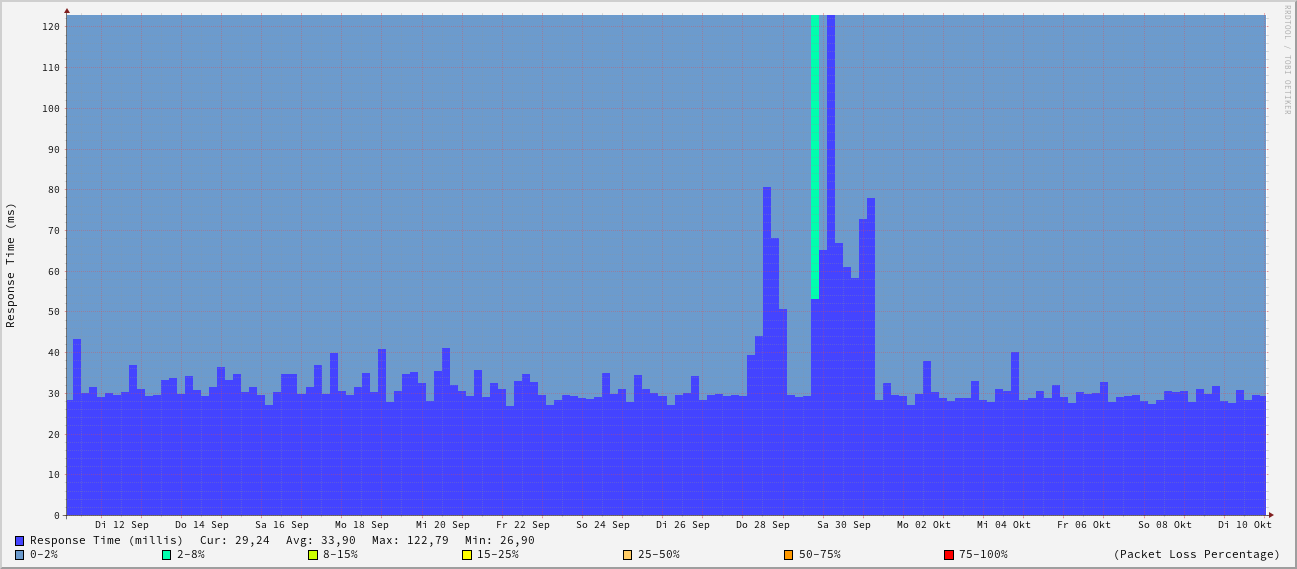 RRDTOOL / TOBI OETIKER
Response Time (ms)
120
110
100
90
80
70
60
50
40
30
20
10
0
Di 12 Sep Do 14 Sep Sa 16 Sep Mo 18 Sep Mi 20 Sep Fr 22 Sep So 24 Sep Di 26 Sep Do 28 Sep Sa 30 Sep Mo 02 Okt Mi 04 Okt Fr 06 Okt So 08 Okt Di 10 Okt
Response Time (millis) Cur: 29,24 Avg: 33,90 Max: 122,79 Min: 26,90
0-2% 2-8% 8-15% 15-25% 25-50% 50-75% 75-100% (Packet Loss Percentage)